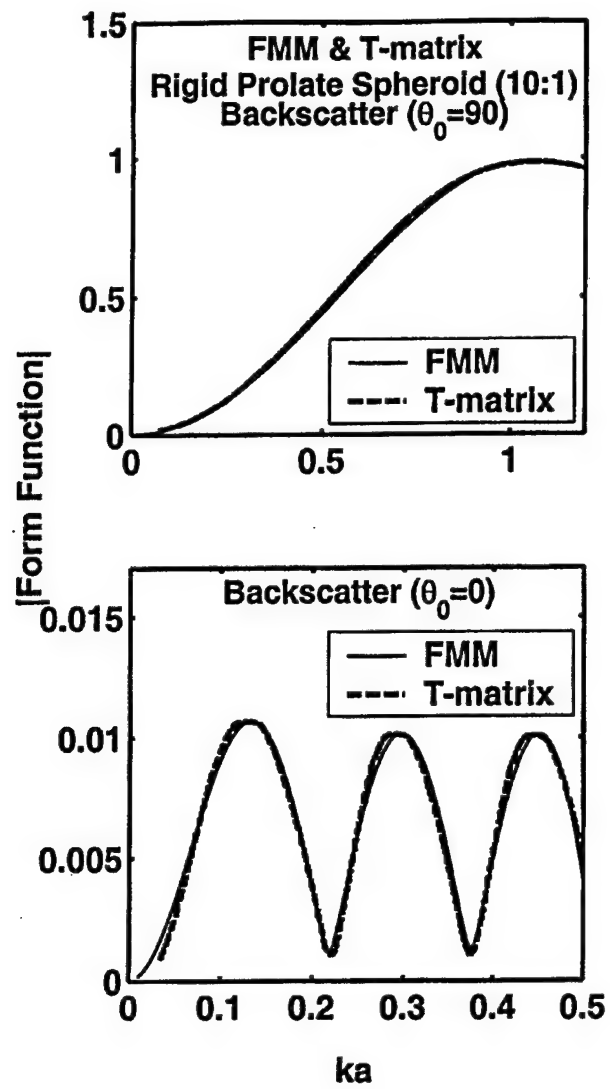 FMM & T-matrix
Rigid Prolate Spheroid (10:1)
Backscatter (θ₀=90)
1.5
1
0.5
0
FMM
T-matrix
0
0.5
1
|Form Function|
Backscatter (θ₀=0)
0.015
0.01
0.005
0
FMM
T-matrix
0
0.1
0.2
0.3
0.4
0.5
ka